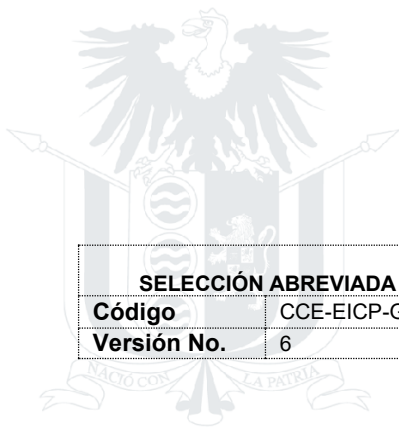 SELECCIÓN ABREVIADA
Código CCE-EICP-G
Versión No. 6
NACIÓ CON LA PATRIA